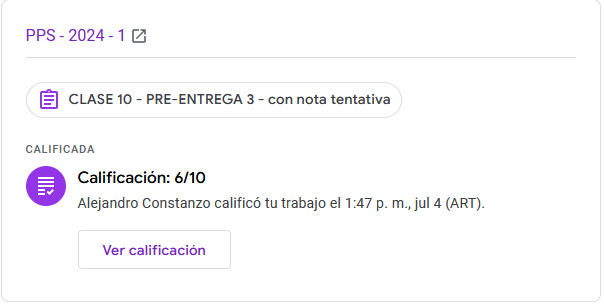 PPS - 2024 - 1
CLASE 10 - PRE-ENTREGA 3 - con nota tentativa
CALIFICADA
Calificación: 6/10
Alejandro Constanzo calificó tu trabajo el 1:47 p. m., jul 4 (ART).
Ver calificación